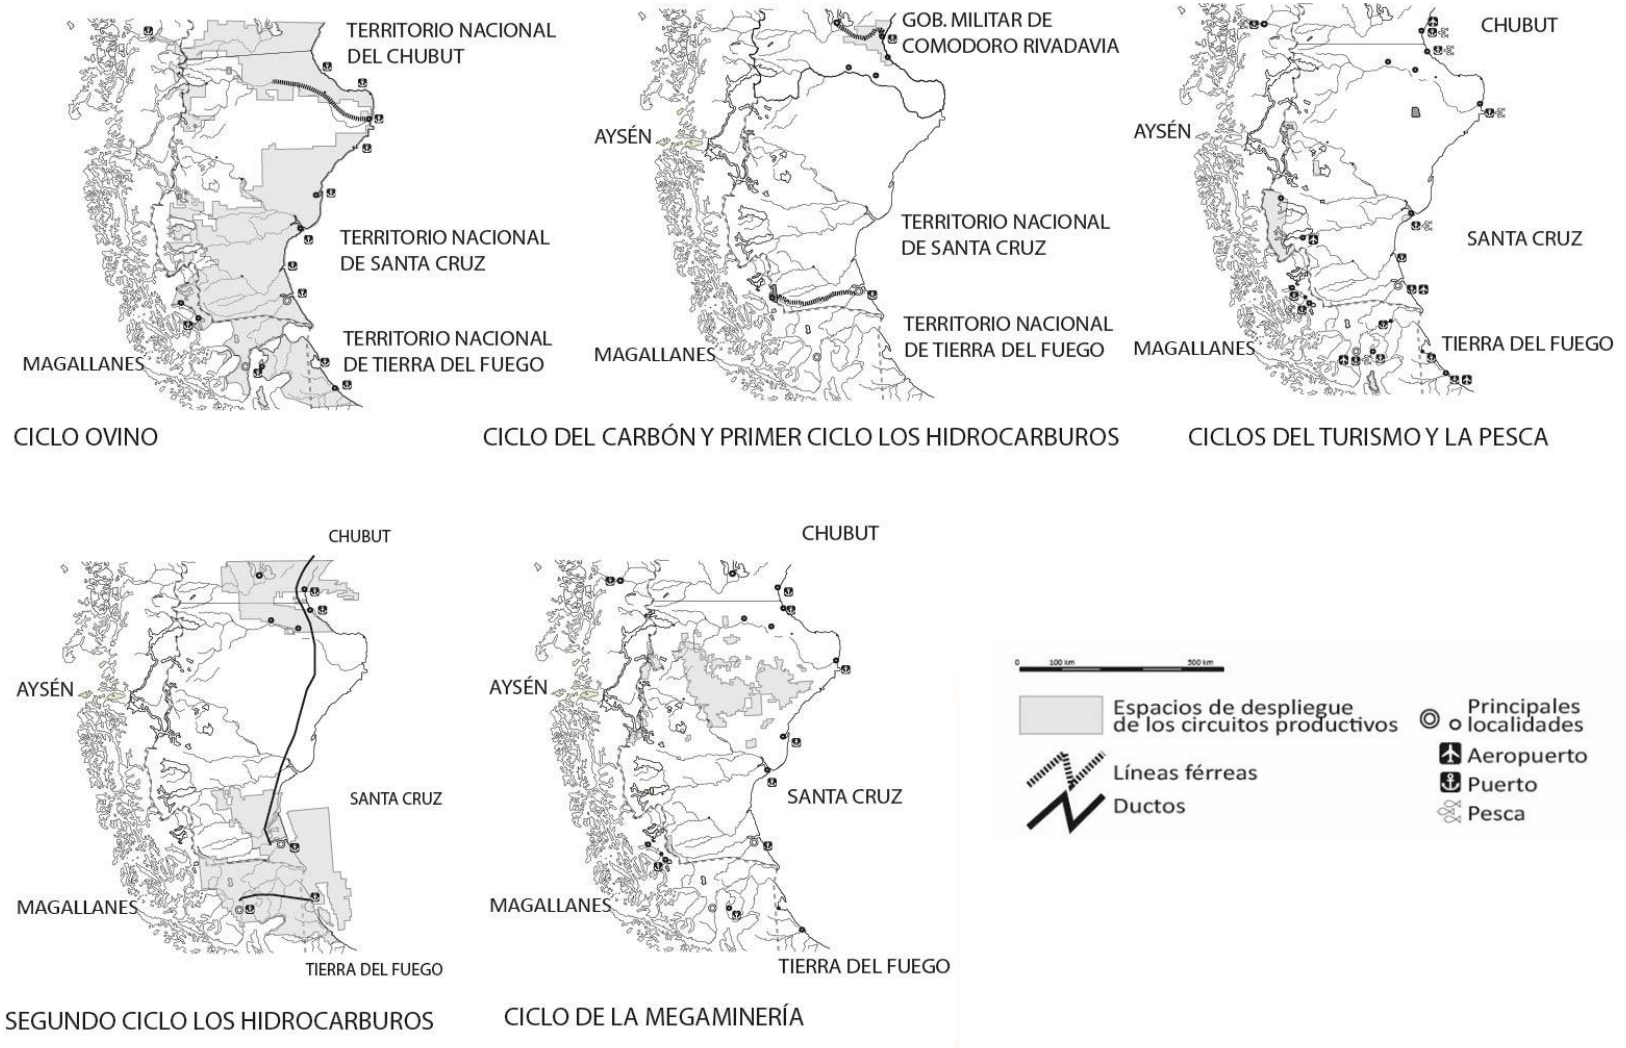 TERRITORIO NACIONAL
DEL CHUBUT
TERRITORIO NACIONAL
DE SANTA CRUZ
TERRITORIO NACIONAL
DE TIERRA DEL FUEGO
MAGALLANES
CICLO OVINO
GOB. MILITAR DE
COMODORO RIVADAVIA
AYSÉN
TERRITORIO NACIONAL
DE SANTA CRUZ
TERRITORIO NACIONAL
DE TIERRA DEL FUEGO
MAGALLANES
CICLO DEL CARBÓN Y PRIMER CICLO LOS HIDROCARBUROS
CHUBUT
AYSÉN
SANTA CRUZ
TIERRA DEL FUEGO
MAGALLANES
CICLOS DEL TURISMO Y LA PESCA
CHUBUT
AYSÉN
SANTA CRUZ
MAGALLANES
TIERRA DEL FUEGO
SEGUNDO CICLO LOS HIDROCARBUROS
CHUBUT
AYSÉN
SANTA CRUZ
MAGALLANES
TIERRA DEL FUEGO
CICLO DE LA MEGAMINERÍA
0 100 km 300 km
Espacios de despliegue
de los circuitos productivos
Líneas férreas
Ductos
Principales
localidades
Aeropuerto
Puerto
Pesca